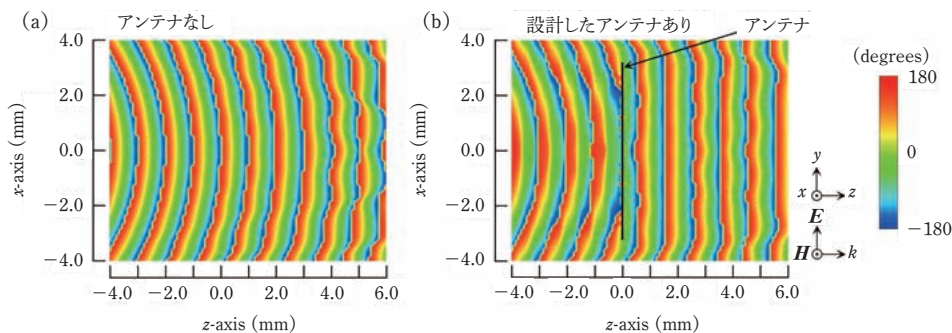 (a)
アンテナなし
4.0
2.0
0.0
−2.0
−4.0
x-axis (mm)
−4.0 −2.0 0.0 2.0 4.0 6.0
z-axis (mm)
(b)
設計したアンテナあり
アンテナ
4.0
2.0
0.0
−2.0
−4.0
x-axis (mm)
−4.0 −2.0 0.0 2.0 4.0 6.0
z-axis (mm)
(degrees)
180
0
−180
y
x z
E
H k